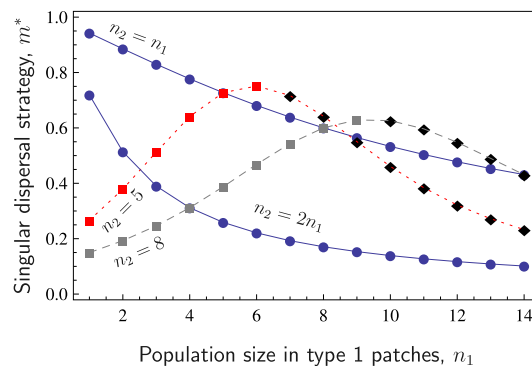 1.0
0.8
0.6
0.4
0.2
0.0
2
4
6
8
10
12
14
Singular dispersal strategy, m*
Population size in type 1 patches, n₁
n₂ = n₁
n₂ = 5
n₂ = 8
n₂ = 2n₁